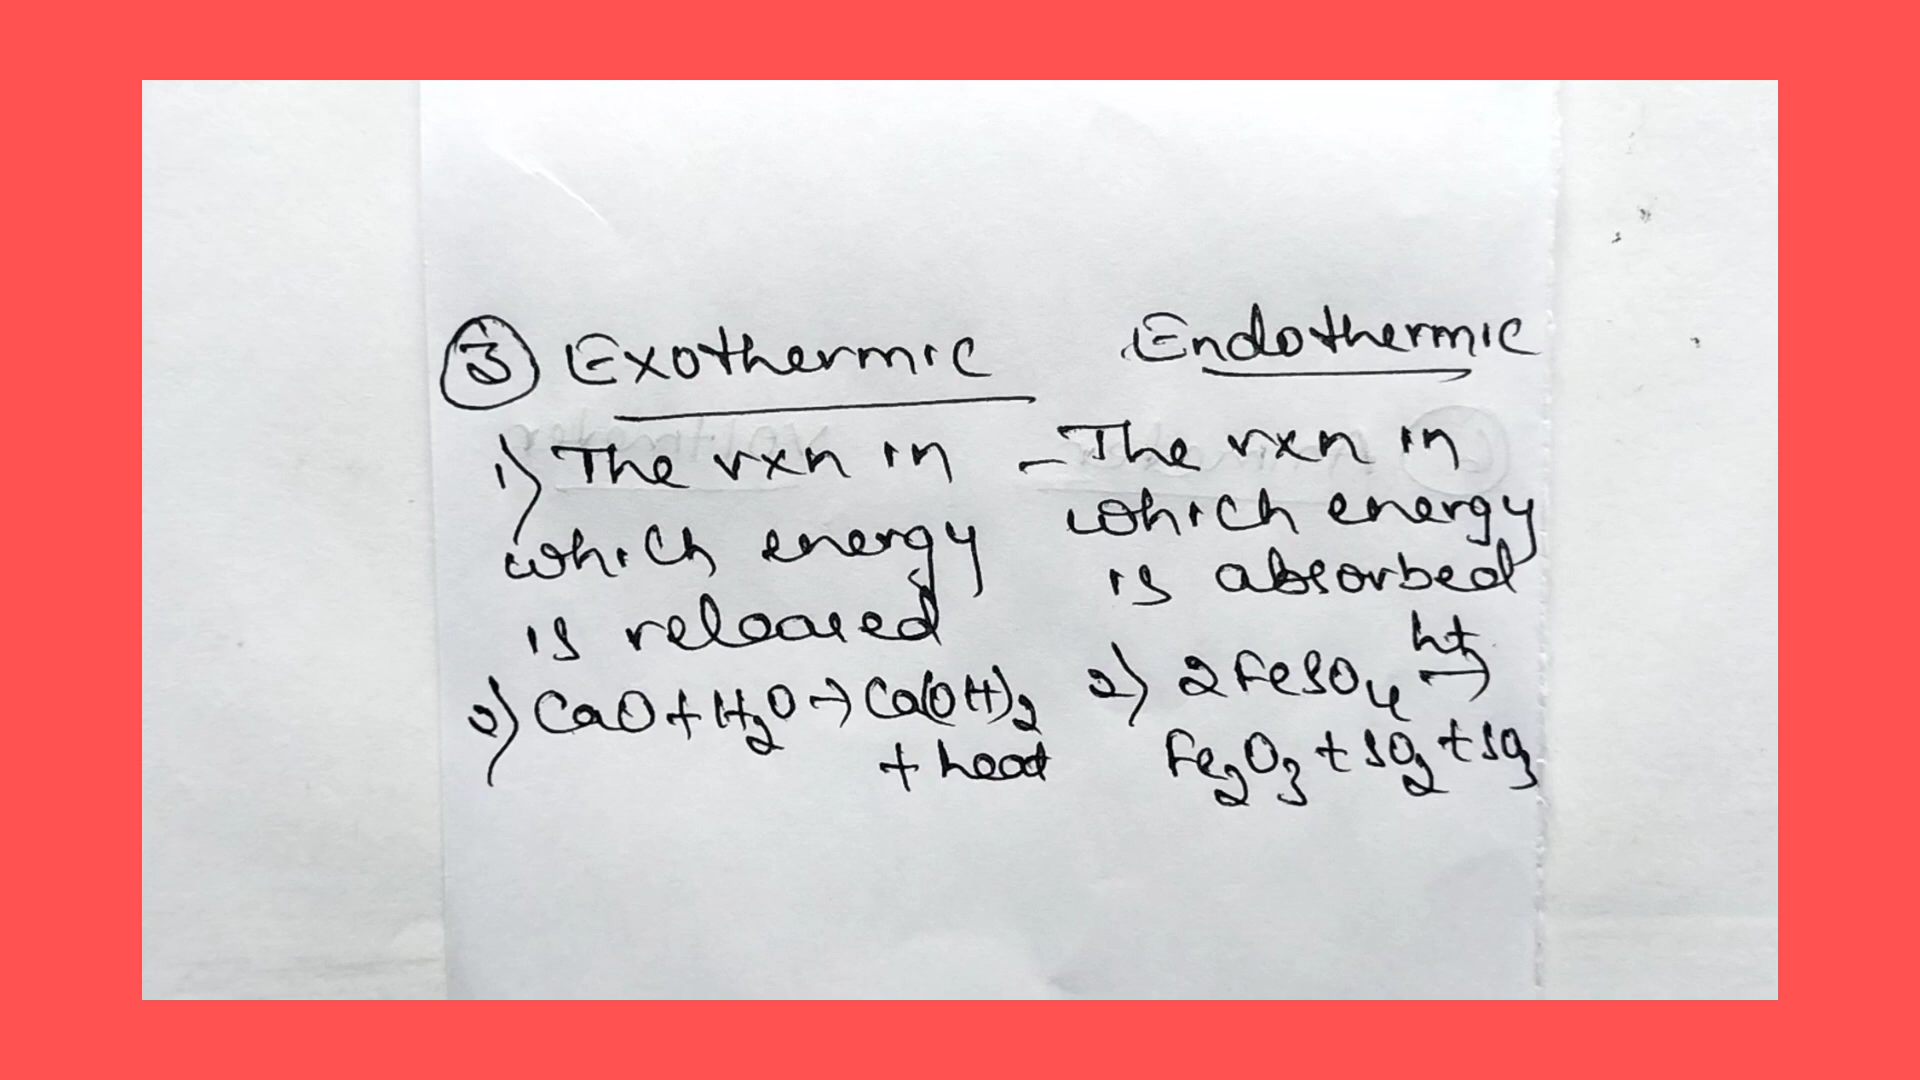 ③ Exothermic
1) The rxn in
which energy
is released
2) CaO + H₂O → Ca(OH)₂
+ heat
Endothermic
- The rxn in
which energy
is absorbed
2) 2FeSO₄ ht→
Fe₂O₃ + SO₂ + SO₃